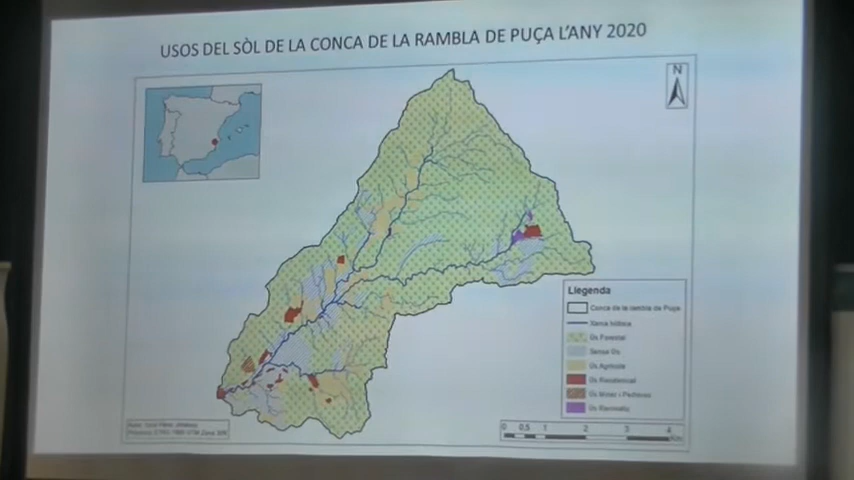 USOS DEL SÒL DE LA CONCA DE LA RAMBLA DE PUÇA L'ANY 2020
N
Llegenda
Conca de la rambla de Puça
Xarxa hídrica
Ús Forestal
Sense Ús
Ús Agrícola
Ús Residencial
Ús Miner i Pedreres
Ús Recreatiu
0 0,5 1 2 3 4
Km